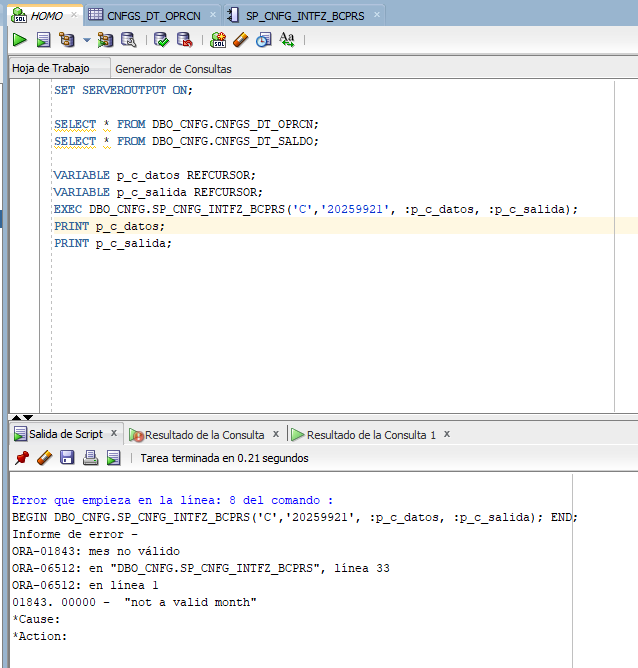 HOMO × CNFGS_DT_OPRCN × SP_CNFG_INTFZ_BCPRS ×
Hoja de Trabajo Generador de Consultas
SET SERVEROUTPUT ON;
SELECT * FROM DBO_CNFG.CNFGS_DT_OPRCN;
SELECT * FROM DBO_CNFG.CNFGS_DT_SALDO;
VARIABLE p_c_datos REFCURSOR;
VARIABLE p_c_salida REFCURSOR;
EXEC DBO_CNFG.SP_CNFG_INTFZ_BCPRS('C','20259921', :p_c_datos, :p_c_salida);
PRINT p_c_datos;
PRINT p_c_salida;
Salida de Script × Resultado de la Consulta × Resultado de la Consulta 1 ×
Tarea terminada en 0.21 segundos
Error que empieza en la línea: 8 del comando :
BEGIN DBO_CNFG.SP_CNFG_INTFZ_BCPRS('C','20259921', :p_c_datos, :p_c_salida); END;
Informe de error -
ORA-01843: mes no válido
ORA-06512: en "DBO_CNFG.SP_CNFG_INTFZ_BCPRS", línea 33
ORA-06512: en línea 1
01843. 00000 -  "not a valid month"
*Cause:
*Action: